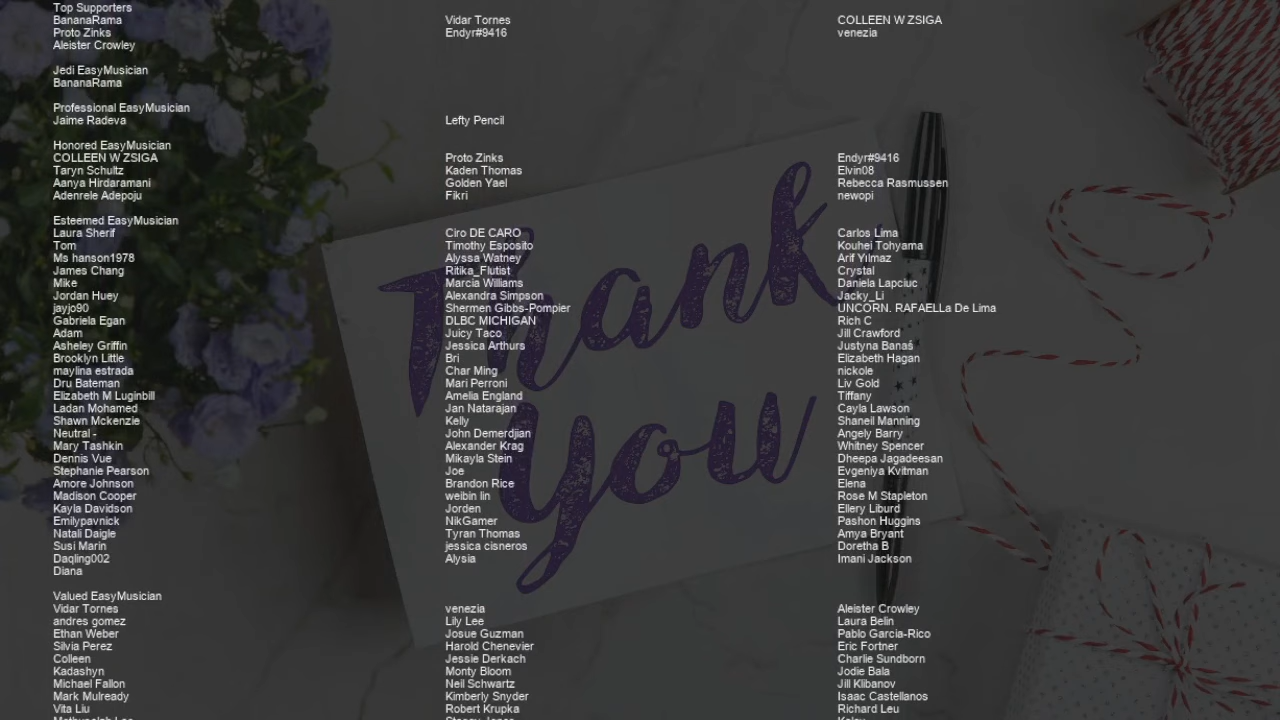 Top Supporters
BananaRama Vidar Tornes COLLEEN W ZSIGA
Proto Zinks Endyr#9416 venezia
Aleister Crowley
Jedi EasyMusician
BananaRama
Professional EasyMusician
Jaime Radeva Lefty Pencil
Honored EasyMusician
COLLEEN W ZSIGA Proto Zinks Endyr#9416
Taryn Schultz Kaden Thomas Elvin08
Aanya Hirdaramani Golden Yael Rebecca Rasmussen
Adenrele Adepoju Fikri newopi
Esteemed EasyMusician
Laura Sherif Ciro DE CARO Carlos Lima
Tom Timothy Esposito Kouhei Tohyama
Ms hanson1978 Alyssa Watney Arif Yılmaz
James Chang Ritika_Flutist Crystal
Mike Marcia Williams Daniela Lapciuc
Jordan Huey Alexandra Simpson Jacky_Li
jayjo90 Shermen Gibbs-Pompier UNCORN. RAFAELLa De Lima
Gabriela Egan DLBC MICHIGAN Rich C
Adam Juicy Taco Jill Crawford
Asheley Griffin Jessica Arthurs Justyna Banaś
Brooklyn Little Bri Elizabeth Hagan
maylina estrada Char Ming nickole
Dru Bateman Mari Perroni Liv Gold
Elizabeth M Luginbill Amelia England Tiffany
Ladan Mohamed Jan Natarajan Cayla Lawson
Shawn Mckenzie Kelly Shaneil Manning
Neutral - John Demerdjian Angely Barry
Mary Tashkin Alexander Krag Whitney Spencer
Dennis Vue Mikayla Stein Dheepa Jagadeesan
Stephanie Pearson Joe Evgeniya Kvitman
Amore Johnson Brandon Rice Elena
Madison Cooper weibin lin Rose M Stapleton
Kayla Davidson Jorden Ellery Liburd
Emilypavnick NikGamer Pashon Huggins
Natali Daigle Tyran Thomas Amya Bryant
Susi Marin jessica cisneros Doretha B
Daqling002 Alysia Imani Jackson
Diana
Valued EasyMusician
Vidar Tornes venezia Aleister Crowley
andres gomez Lily Lee Laura Belin
Ethan Weber Josue Guzman Pablo Garcia-Rico
Silvia Perez Harold Chenevier Eric Fortner
Colleen Jessie Derkach Charlie Sundborn
Kadashyn Monty Bloom Jodie Bala
Michael Fallon Neil Schwartz Jill Klibanov
Mark Mulready Kimberly Snyder Isaac Castellanos
Vita Liu Robert Krupka Richard Leu
Thank
you